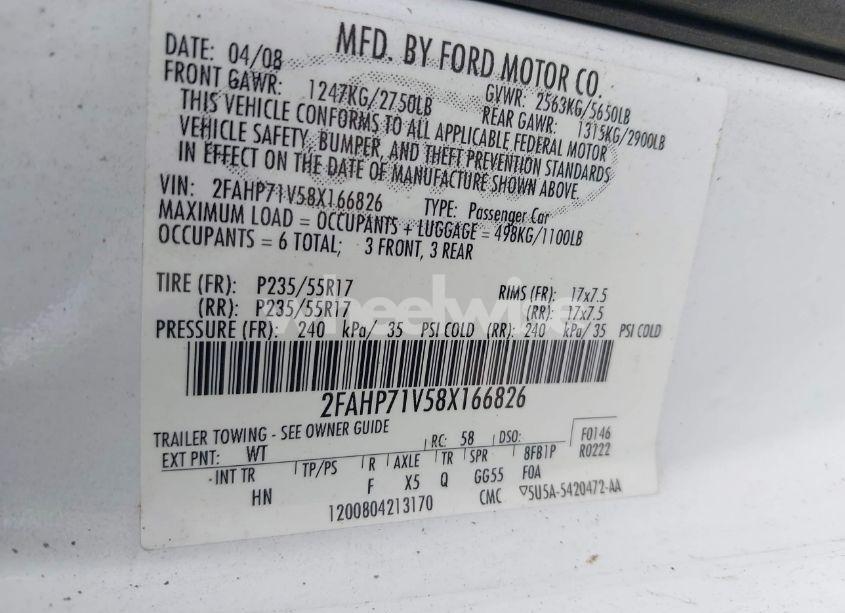 MFD. BY FORD MOTOR CO.
DATE: 04/08
GVWR: 2563KG/5650LB
FRONT GAWR: 1247KG/2750LB
REAR GAWR: 1315KG/2900LB
THIS VEHICLE CONFORMS TO ALL APPLICABLE FEDERAL MOTOR
VEHICLE SAFETY, BUMPER, AND THEFT PREVENTION STANDARDS
IN EFFECT ON THE DATE OF MANUFACTURE SHOWN ABOVE.
VIN: 2FAHP71V58X166826 TYPE: Passenger Car
MAXIMUM LOAD = OCCUPANTS + LUGGAGE = 498KG/1100LB
OCCUPANTS = 6 TOTAL; 3 FRONT, 3 REAR
TIRE (FR): P235/55R17 RIMS (FR): 17x7.5
(RR): P235/55R17 (RR): 17x7.5
wheelwise
PRESSURE (FR): 240 kPa/ 35 PSI COLD (RR): 240 kPa/ 35 PSI COLD
2FAHP71V58X166826
TRAILER TOWING - SEE OWNER GUIDE
EXT PNT: WT RC: 58 DSO: F0146
R0222
INT TR TP/PS R AXLE TR SPR 8FB1P
HN F X5 Q GG55 F0A
1200804213170 CMC ▽5U5A-5420472-AA